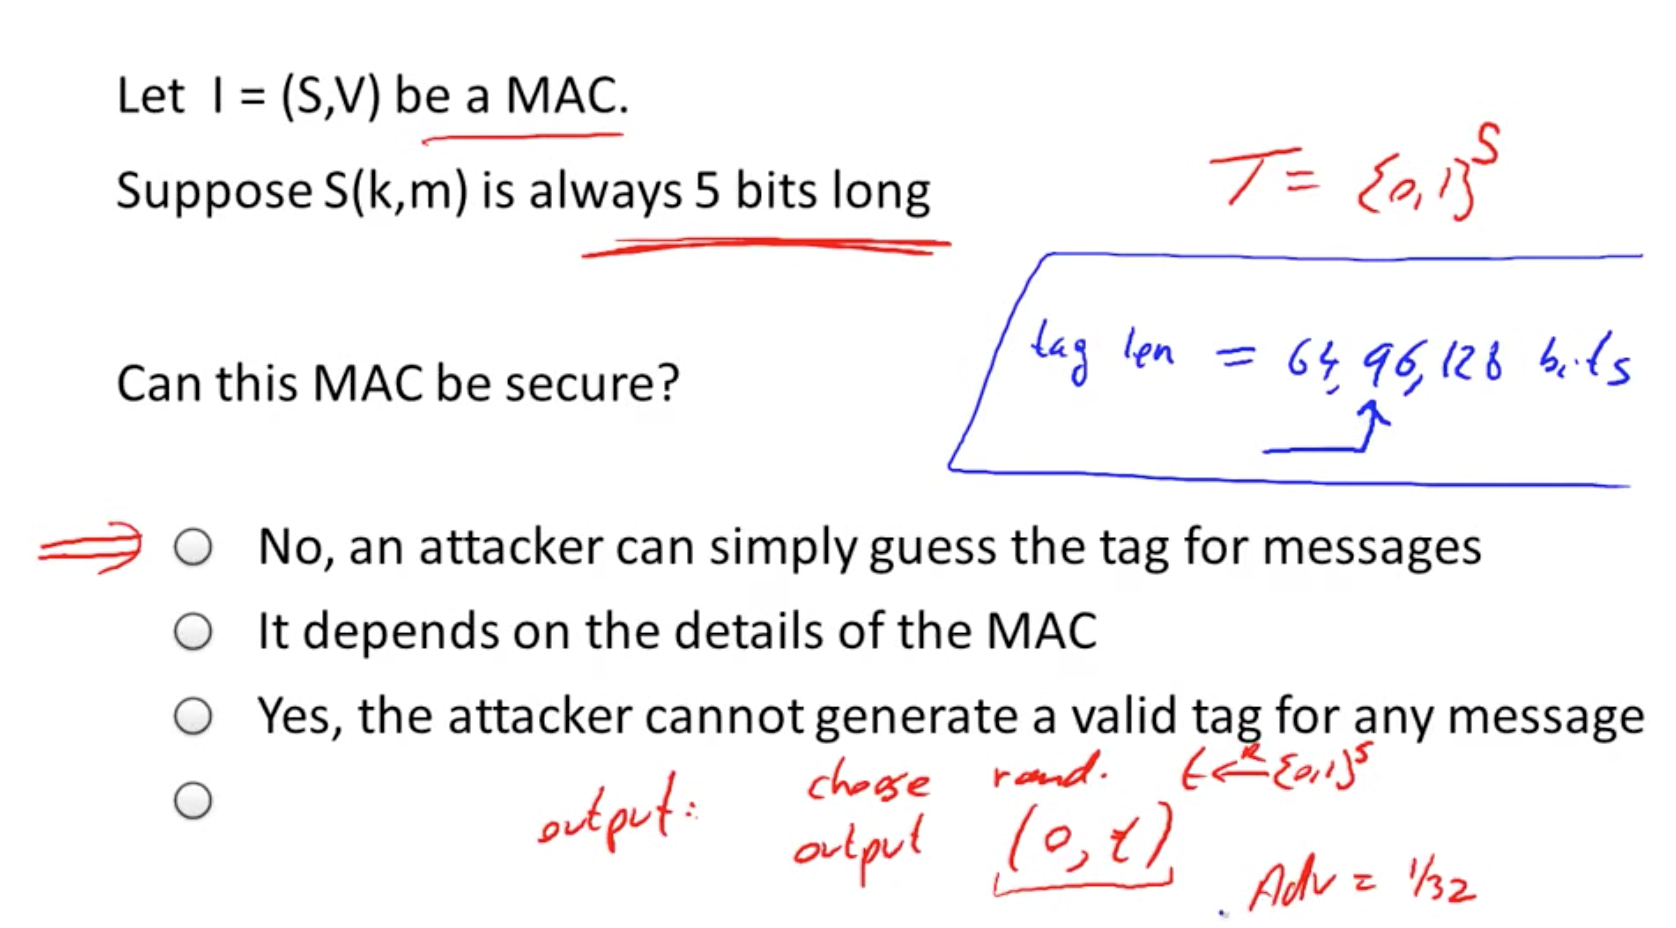 Let I = (S,V) be a MAC.
Suppose S(k,m) is always 5 bits long
T = {0,1}^5
tag len = 64, 96, 128 bits
Can this MAC be secure?
No, an attacker can simply guess the tag for messages
It depends on the details of the MAC
Yes, the attacker cannot generate a valid tag for any message
output: choose rand. t ←^R {0,1}^5
output (0, t)
Adv = 1/32